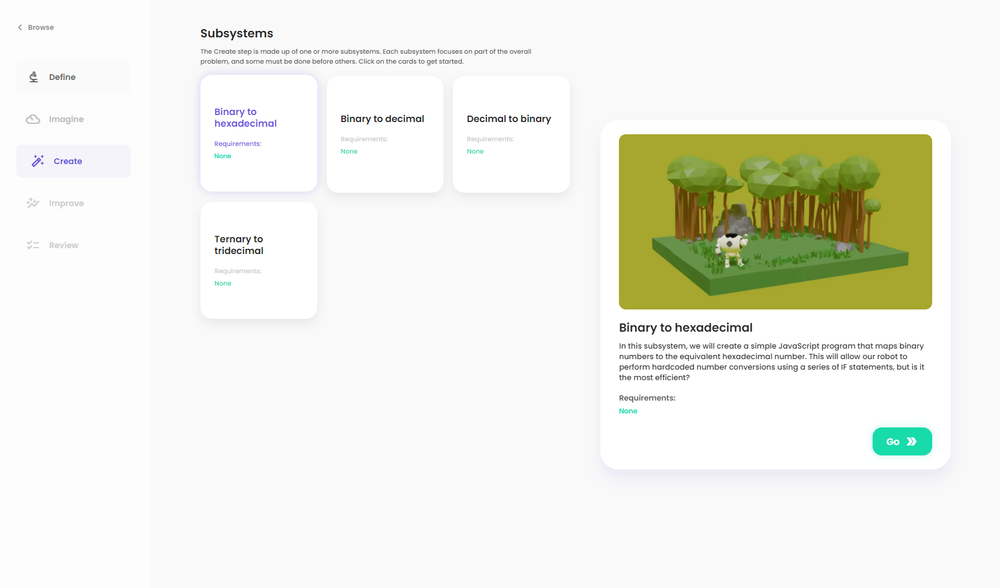 Browse
Define
Imagine
Create
Improve
Review
Subsystems
The Create step is made up of one or more subsystems. Each subsystem focuses on part of the overall
problem, and some must be done before others. Click on the cards to get started.
Binary to
hexadecimal
Requirements:
None
Binary to decimal
Requirements:
None
Decimal to binary
Requirements:
None
Ternary to
tridecimal
Requirements:
None
Binary to hexadecimal
In this subsystem, we will create a simple JavaScript program that maps binary
numbers to the equivalent hexadecimal number. This will allow our robot to
perform hardcoded number conversions using a series of IF statements, but is it
the most efficient?
Requirements:
None
Go